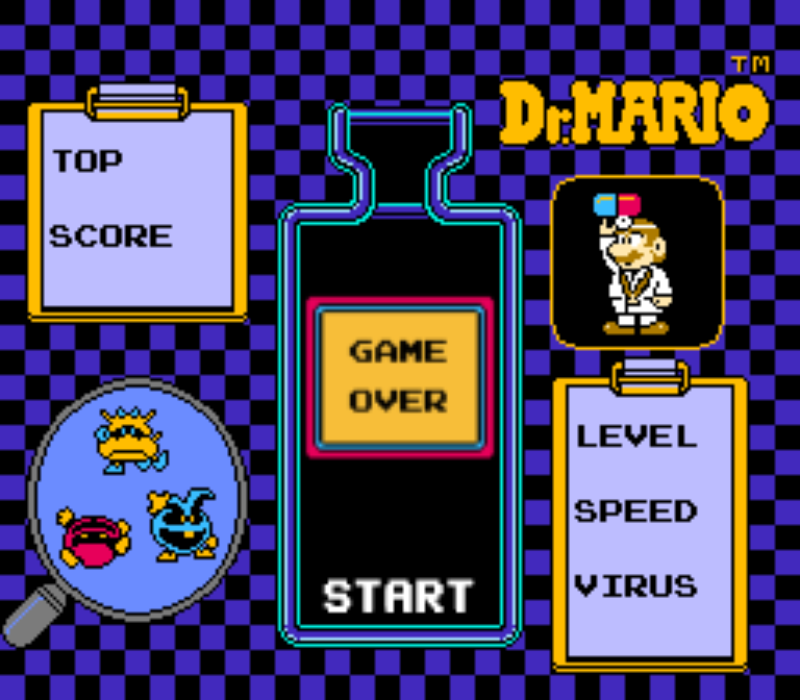 TM
Dr. MARIO
TOP
SCORE
GAME
OVER
LEVEL
SPEED
VIRUS
START